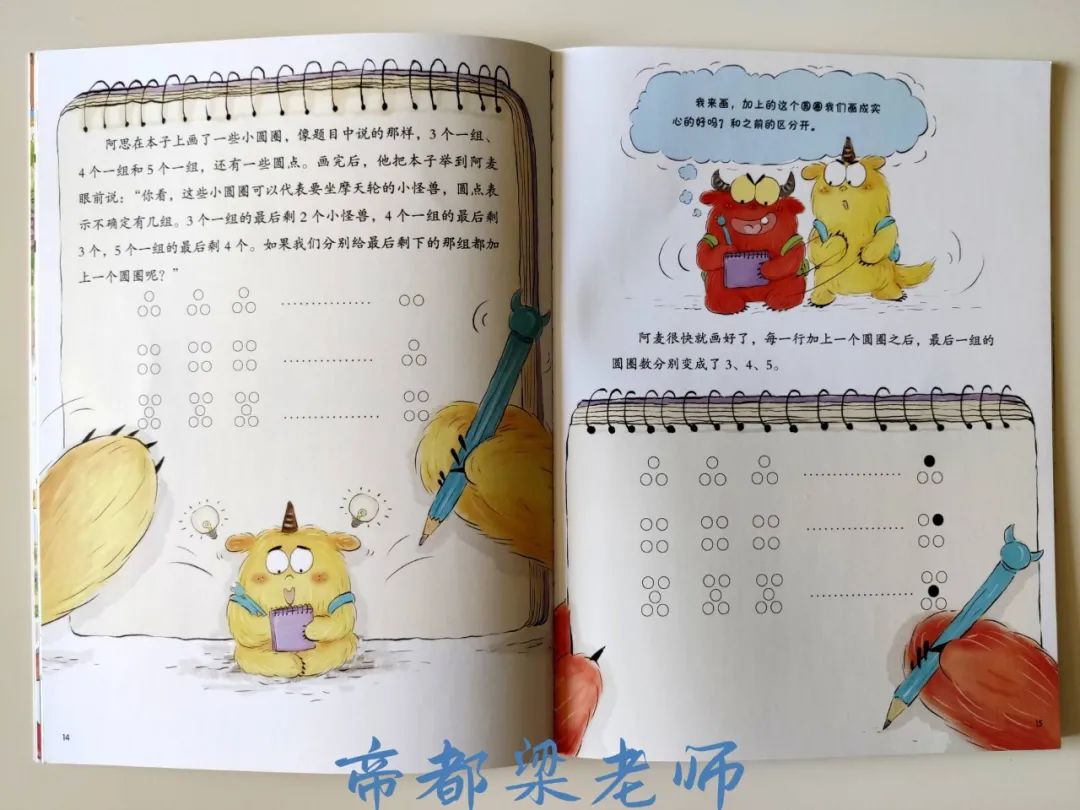 阿思在本子上画了一些小圆圈，像题目中说的那样，3个一组、
4个一组和5个一组，还有一些圆点。画完后，他把本子举到阿麦
眼前说：“你看，这些小圆圈可以代表要坐摩天轮的小怪兽，圆点表
示不确定有几组。3个一组的最后剩2个小怪兽，4个一组的最后剩
3个，5个一组的最后剩4个。如果我们分别给最后剩下的那组都加
上一个圆圈呢？”
14
我来画，加上的这个圆圈我们画成实
心的好吗？和之前的区分开。
阿麦很快就画好了，每一行加上一个圆圈之后，最后一组的
圆圈数分别变成了3、4、5。
15
帝都梁老师